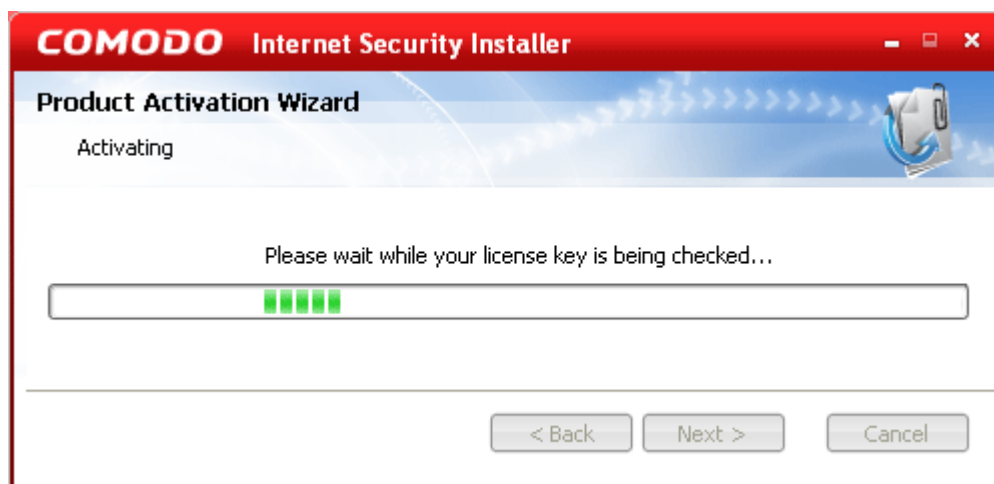 COMODO Internet Security Installer
Product Activation Wizard
Activating
Please wait while your license key is being checked...
< Back Next > Cancel